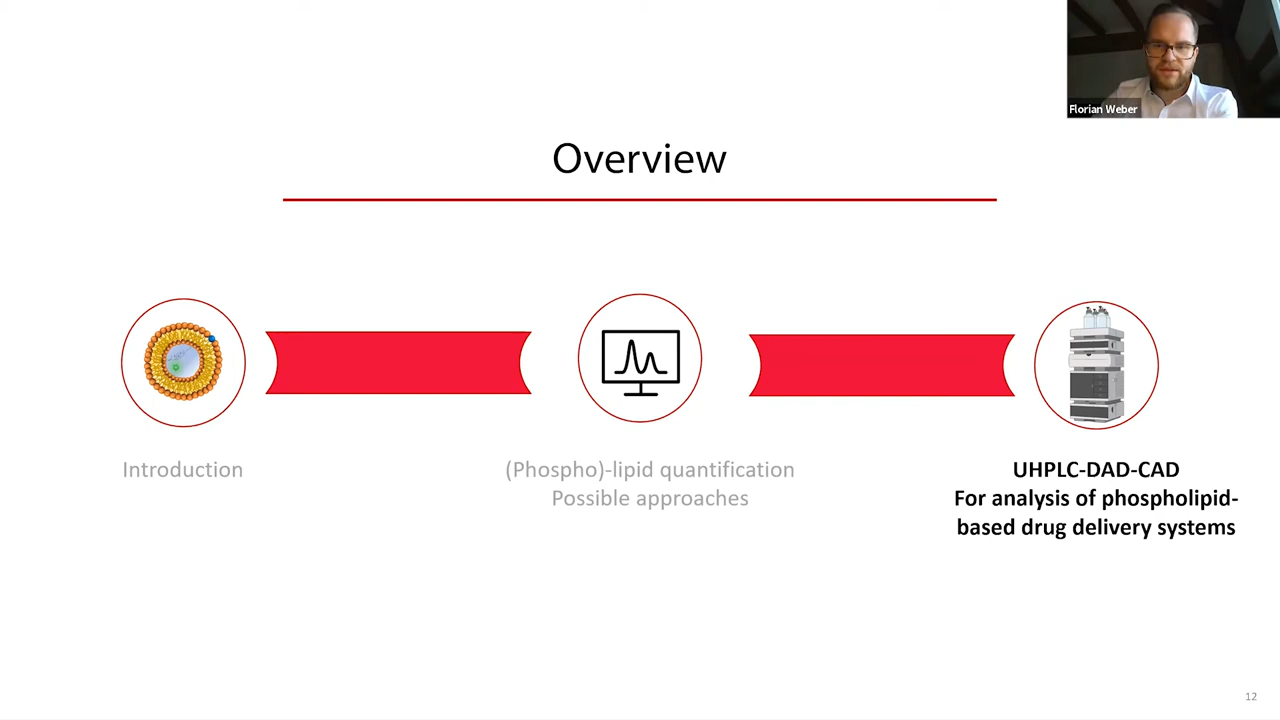 Florian Weber
Overview
Introduction
(Phospho)-lipid quantification
Possible approaches
UHPLC-DAD-CAD
For analysis of phospholipid-
based drug delivery systems
12